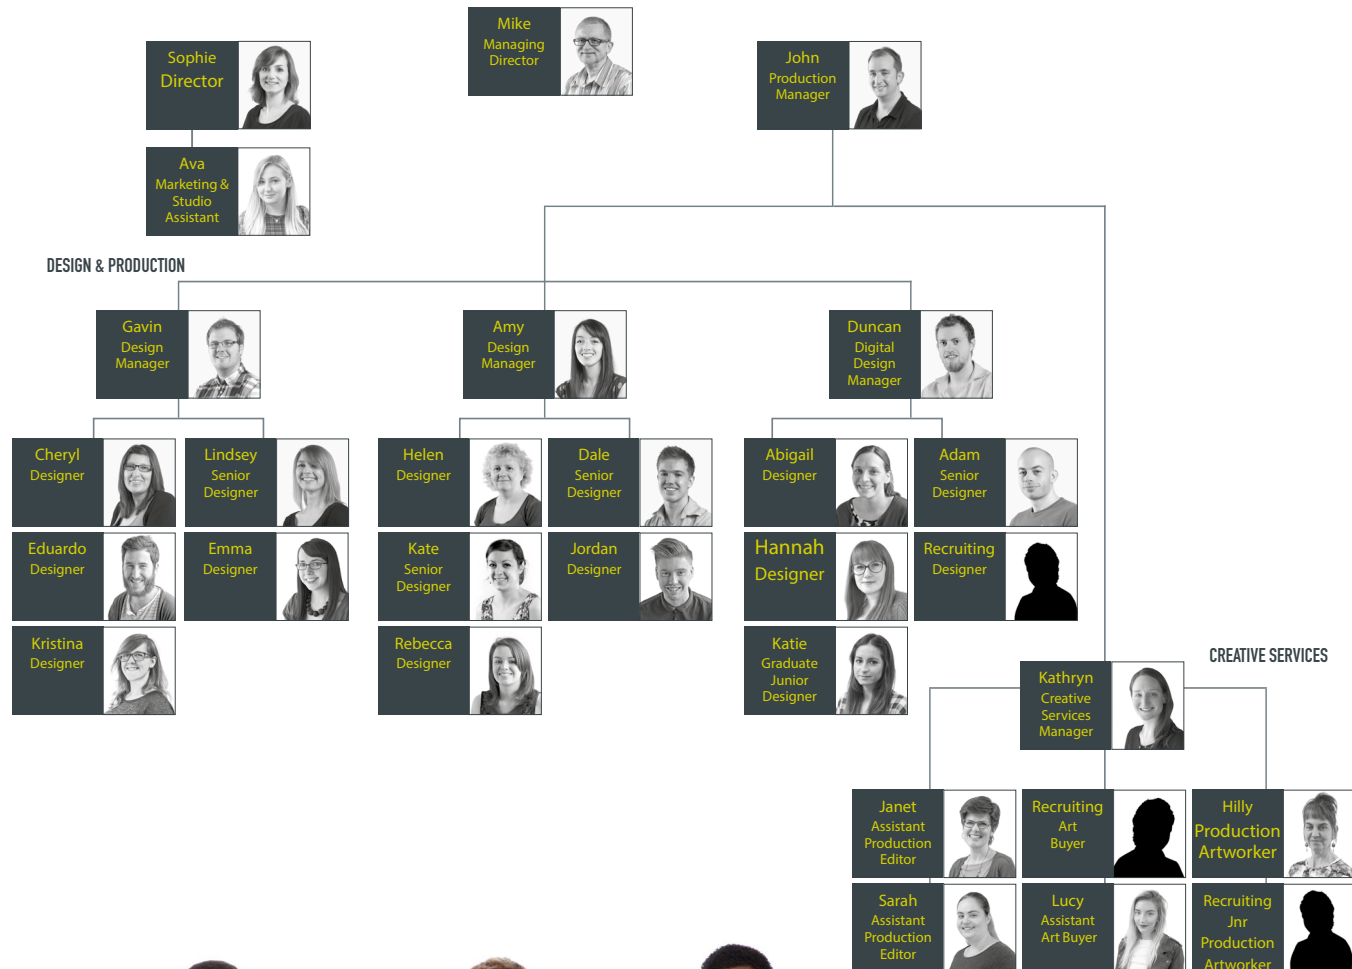 Mike
Managing
Director
Sophie
Director
John
Production
Manager
Ava
Marketing &
Studio
Assistant
DESIGN & PRODUCTION
Gavin
Design
Manager
Amy
Design
Manager
Duncan
Digital
Design
Manager
Cheryl
Designer
Lindsey
Senior
Designer
Helen
Designer
Dale
Senior
Designer
Abigail
Designer
Adam
Senior
Designer
Eduardo
Designer
Emma
Designer
Kate
Senior
Designer
Jordan
Designer
Hannah
Designer
Recruiting
Designer
Kristina
Designer
Rebecca
Designer
Katie
Graduate
Junior
Designer
CREATIVE SERVICES
Kathryn
Creative
Services
Manager
Janet
Assistant
Production
Editor
Recruiting
Art
Buyer
Hilly
Production
Artworker
Sarah
Assistant
Production
Editor
Lucy
Assistant
Art Buyer
Recruiting
Jnr
Production
Artworker